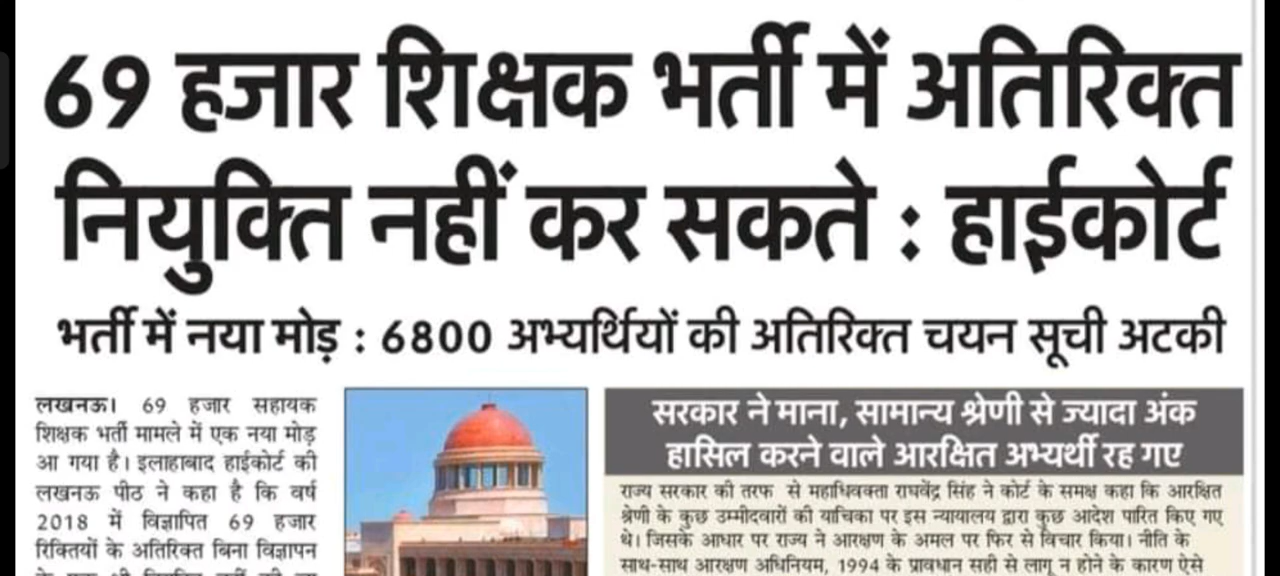 69 हजार शिक्षक भर्ती में अतिरिक्त
नियुक्ति नहीं कर सकते : हाईकोर्ट
भर्ती में नया मोड़ : 6800 अभ्यर्थियों की अतिरिक्त चयन सूची अटकी
लखनऊ। 69 हजार सहायक
शिक्षक भर्ती मामले में एक नया मोड़
आ गया है। इलाहाबाद हाईकोर्ट की
लखनऊ पीठ ने कहा है कि वर्ष
2018 में विज्ञापित 69 हजार
रिक्तियों के अतिरिक्त बिना विज्ञापन
सरकार ने माना, सामान्य श्रेणी से ज्यादा अंक
हासिल करने वाले आरक्षित अभ्यर्थी रह गए
राज्य सरकार की तरफ से महाधिवक्ता राघवेंद्र सिंह ने कोर्ट के समक्ष कहा कि आरक्षित
श्रेणी के कुछ उम्मीदवारों की याचिका पर इस न्यायालय द्वारा कुछ आदेश पारित किए गए
थे। जिसके आधार पर राज्य ने आरक्षण के अमल पर फिर से विचार किया। नीति के
साथ-साथ आरक्षण अधिनियम, 1994 के प्रावधान सही से लागू न होने के कारण ऐसे